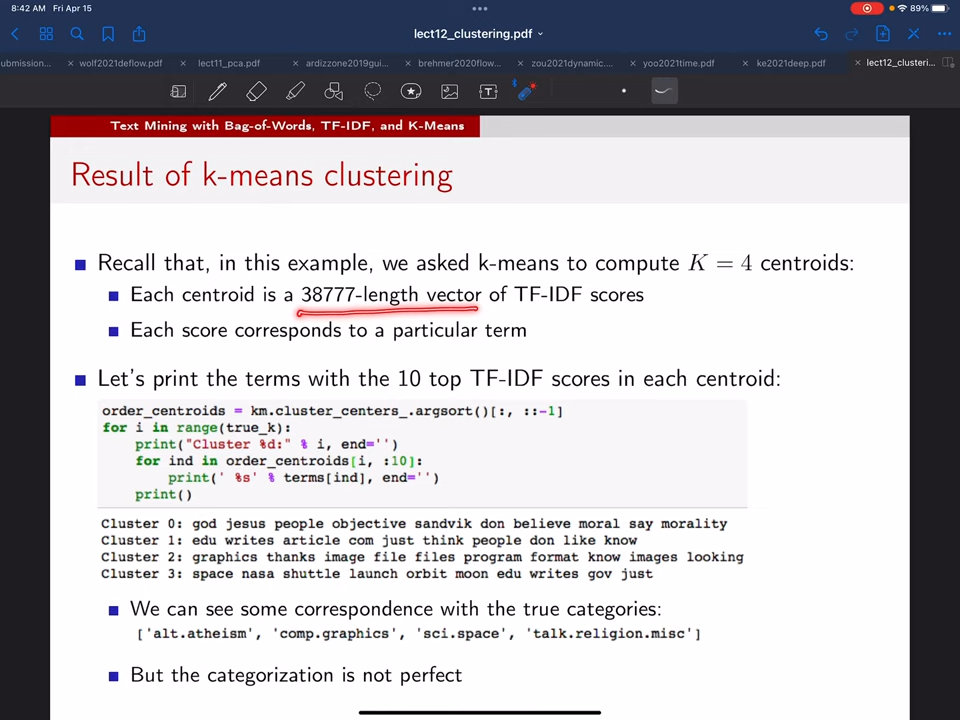 8:42 AM Fri Apr 15
89%
lect12_clustering.pdf
ubmission...
wolf2021deflow.pdf
lect11_pca.pdf
ardizzone2019gui...
brehmer2020flow...
zou2021dynamic....
yoo2021time.pdf
ke2021deep.pdf
lect12_clusteri...
Text Mining with Bag-of-Words, TF-IDF, and K-Means
Result of k-means clustering
Recall that, in this example, we asked k-means to compute K = 4 centroids:
Each centroid is a 38777-length vector of TF-IDF scores
Each score corresponds to a particular term
Let's print the terms with the 10 top TF-IDF scores in each centroid:
order_centroids = km.cluster_centers_.argsort()[:, ::-1]
for i in range(true_k):
    print("Cluster %d:" % i, end='')
    for ind in order_centroids[i, :10]:
        print(' %s' % terms[ind], end='')
    print()
Cluster 0: god jesus people objective sandvik don believe moral say morality
Cluster 1: edu writes article com just think people don like know
Cluster 2: graphics thanks image file files program format know images looking
Cluster 3: space nasa shuttle launch orbit moon edu writes gov just
We can see some correspondence with the true categories:
['alt.atheism', 'comp.graphics', 'sci.space', 'talk.religion.misc']
But the categorization is not perfect